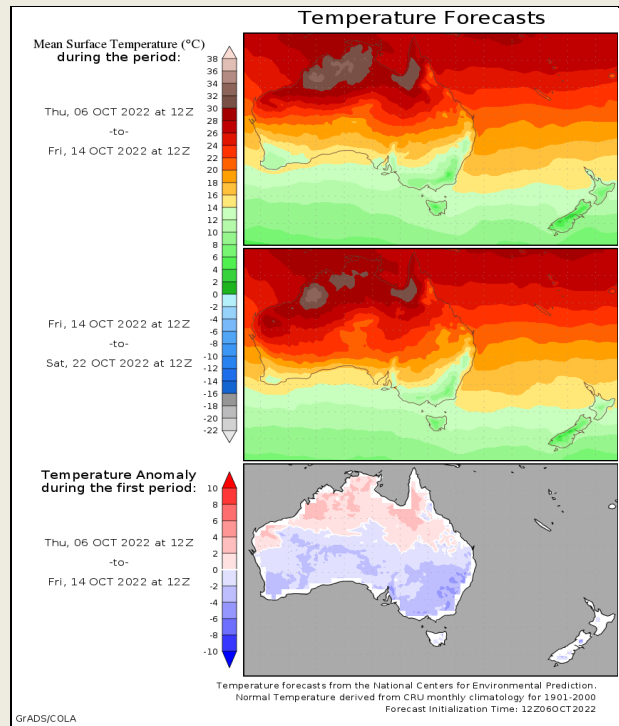 Temperature Forecasts
Mean Surface Temperature (°C)
during the period:
Thu, 06 OCT 2022 at 12Z
-to-
Fri, 14 OCT 2022 at 12Z
38
36
34
32
30
28
26
24
22
20
18
16
14
12
10
8
6
4
2
0
-2
-4
-6
-8
-10
-12
-14
-16
-18
-20
-22
Fri, 14 OCT 2022 at 12Z
-to-
Sat, 22 OCT 2022 at 12Z
Temperature Anomaly
during the first period:
Thu, 06 OCT 2022 at 12Z
-to-
Fri, 14 OCT 2022 at 12Z
10
8
6
4
2
0
-2
-4
-6
-8
-10
Temperature forecasts from the National Centers for Environmental Prediction.
Normal Temperature derived from CRU monthly climatology for 1901-2000
Forecast Initialization Time: 12Z06OCT2022
GrADS/COLA